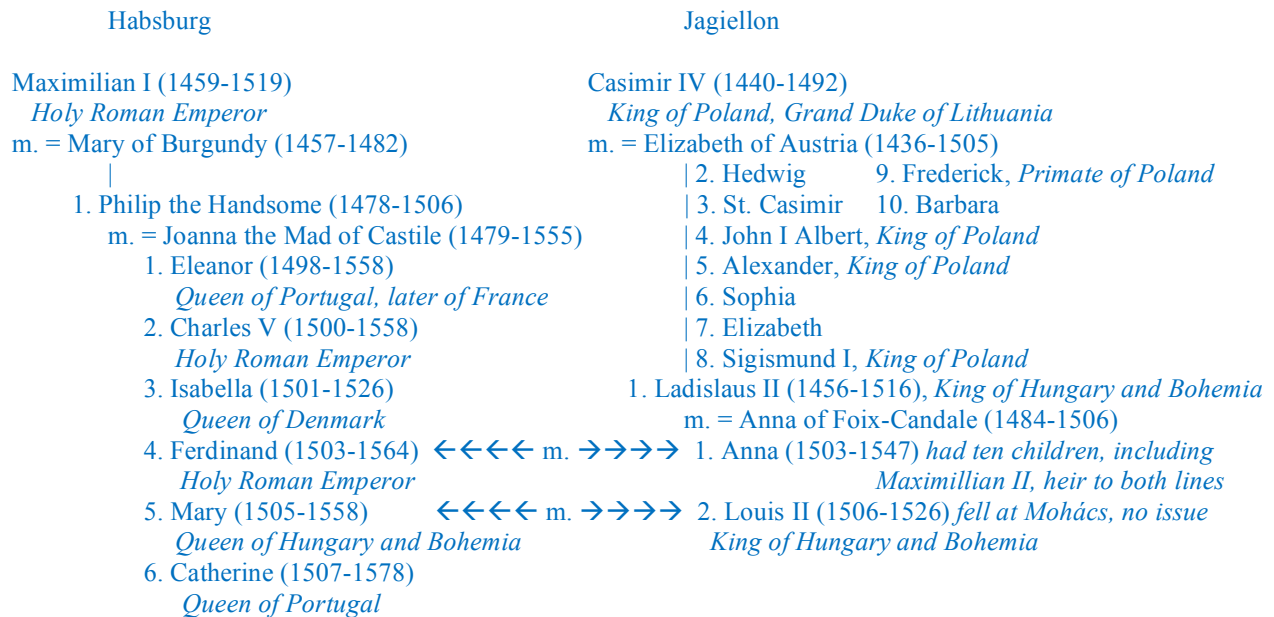 Habsburg Jagiellon
Maximilian I (1459-1519) Casimir IV (1440-1492)
Holy Roman Emperor King of Poland, Grand Duke of Lithuania
m. = Mary of Burgundy (1457-1482) m. = Elizabeth of Austria (1436-1505)
| | 2. Hedwig 9. Frederick, Primate of Poland
1. Philip the Handsome (1478-1506) | 3. St. Casimir 10. Barbara
m. = Joanna the Mad of Castile (1479-1555) | 4. John I Albert, King of Poland
1. Eleanor (1498-1558) | 5. Alexander, King of Poland
Queen of Portugal, later of France | 6. Sophia
2. Charles V (1500-1558) | 7. Elizabeth
Holy Roman Emperor | 8. Sigismund I, King of Poland
3. Isabella (1501-1526) 1. Ladislaus II (1456-1516), King of Hungary and Bohemia
Queen of Denmark m. = Anna of Foix-Candale (1484-1506)
4. Ferdinand (1503-1564) ←←←← m. →→→→ 1. Anna (1503-1547) had ten children, including
Holy Roman Emperor Maximillian II, heir to both lines
5. Mary (1505-1558) ←←←← m. →→→→ 2. Louis II (1506-1526) fell at Mohács, no issue
Queen of Hungary and Bohemia King of Hungary and Bohemia
6. Catherine (1507-1578)
Queen of Portugal